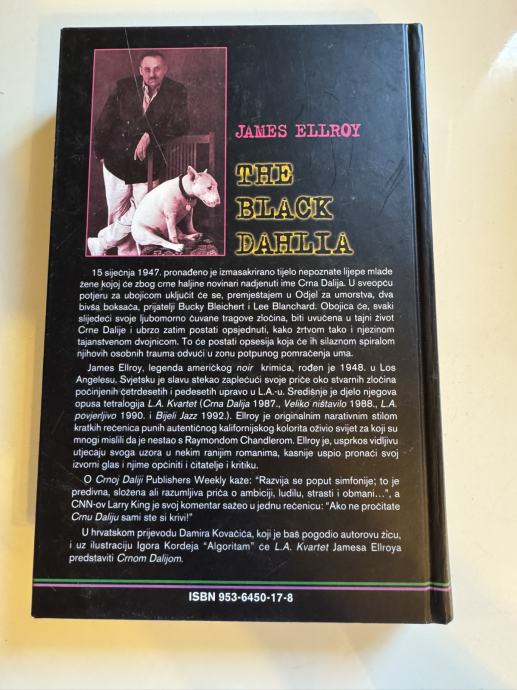 JAMES ELLROY
THE
BLACK
DAHLIA
15 siječnja 1947. pronađeno je izmasakrirano tijelo nepoznate lijepe mlade
žene kojoj će zbog crne haljine novinari nadjenuti ime Crna Dalija. U sveopću
potjeru za ubojicom uključit će se, premještajem u Odjel za umorstva, dva
bivša boksača, prijatelji Bucky Bleichert i Lee Blanchard. Obojica će, svaki
slijedeći svoje ljubomorno čuvane tragove zločina, biti uvučena u tajni život
Crne Dalije i ubrzo zatim postati opsjednuti, kako žrtvom tako i njezinom
tajanstvenom dvojnicom. To će postati opsesija koja će ih silaznom spiralom
njihovih osobnih trauma odvući u zonu potpunog pomračenja uma.
James Ellroy, legenda američkog noir krimića, rođen je 1948. u Los
Angelesu. Svjetsku je slavu stekao zaplećući svoje priče oko stvarnih zločina
počinjenih četrdesetih i pedesetih upravo u L.A.-u. Središnje je djelo njegova
opusa tetralogija L.A. Kvartet (Crna Dalija 1987., Veliko ništavilo 1988., L.A.
povjerljivo 1990. i Bijeli Jazz 1992.). Ellroy je originalnim narativnim stilom
kratkih rečenica punih autentičnog kalifornijskog kolorita oživio svijet za koji su
mnogi mislili da je nestao s Raymondom Chandlerom. Ellroy je, usprkos vidljivu
utjecaju svoga uzora u nekim ranijim romanima, kasnije uspio pronaći svoj
izvorni glas i njime općiniti i čitatelje i kritiku.
O Crnoj Daliji Publishers Weekly kaže: “Razvija se poput simfonije; to je
predivna, složena ali razumljiva priča o ambiciji, ludilu, strasti i obmani...”, a
CNN-ov Larry King je svoj komentar sažeo u jednu rečenicu: “Ako ne pročitate
Crnu Daliju sami ste si krivi!”
U hrvatskom prijevodu Damira Kovačića, koji je baš pogodio autorovu žicu,
i uz ilustraciju Igora Kordeja “Algoritam” će L.A. Kvartet Jamesa Ellroya
predstaviti Crnom Dalijom.
ISBN 953-6450-17-8